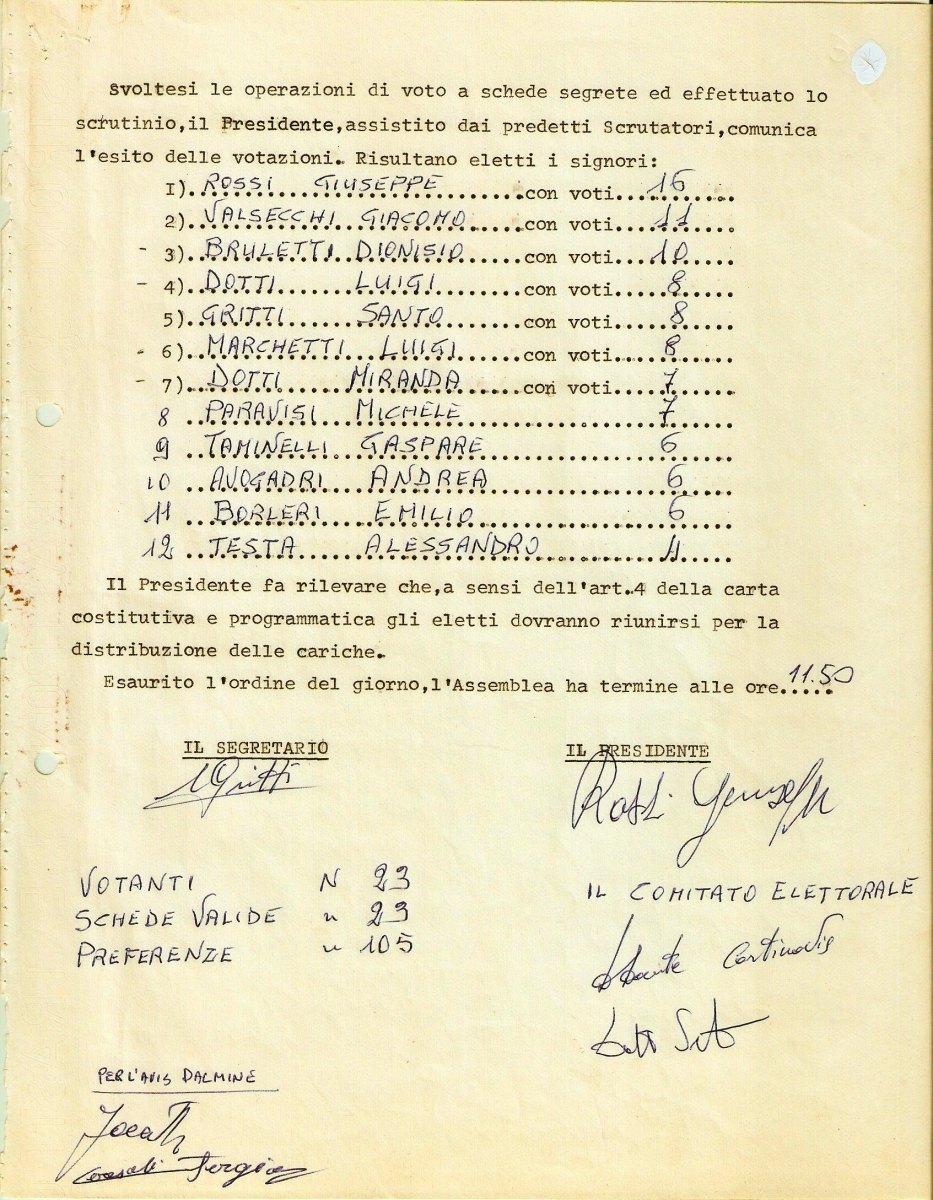 Svoltesi le operazioni di voto a schede segrete ed effettuato lo
scrutinio,il Presidente,assistito dai predetti Scrutatori,comunica
l'esito delle votazioni. Risultano eletti i signori:
I)..ROSSI GIUSEPPE..........con voti...16.....
2)..VALSECCHI GIACOMO.......con voti...11.....
- 3)..BRULETTI DIONISIO.......con voti...10.....
- 4)..DOTTI LUIGI.......con voti.....8.....
5)..GRITTI SANTO.......con voti.....8.....
- 6)..MARCHETTI LUIGI.......con voti.....8.....
- 7)..DOTTI MIRANDA.......con voti.....7.....
8 ..PARAVISI MICHELE.......7.....
9 ..TAMINELLI GASPARE.......6.....
10 ..AVOGADRI ANDREA.......6.....
11 ..BORLERI EMILIO.......6.....
12 ..TESTA ALESSANDRO.......4.....
Il Presidente fa rilevare che,a sensi dell'art.4 della carta
costitutiva e programmatica gli eletti dovranno riunirsi per la
distribuzione delle cariche.
Esaurito l'ordine del giorno,l'Assemblea ha termine alle ore.11.50
IL SEGRETARIO
Gritti
IL PRESIDENTE
Rossi Giuseppe
VOTANTI N 23
SCHEDE VALIDE " 23
PREFERENZE " 105
IL COMITATO ELETTORALE
PER L'AVIS DALMINE
Sergio